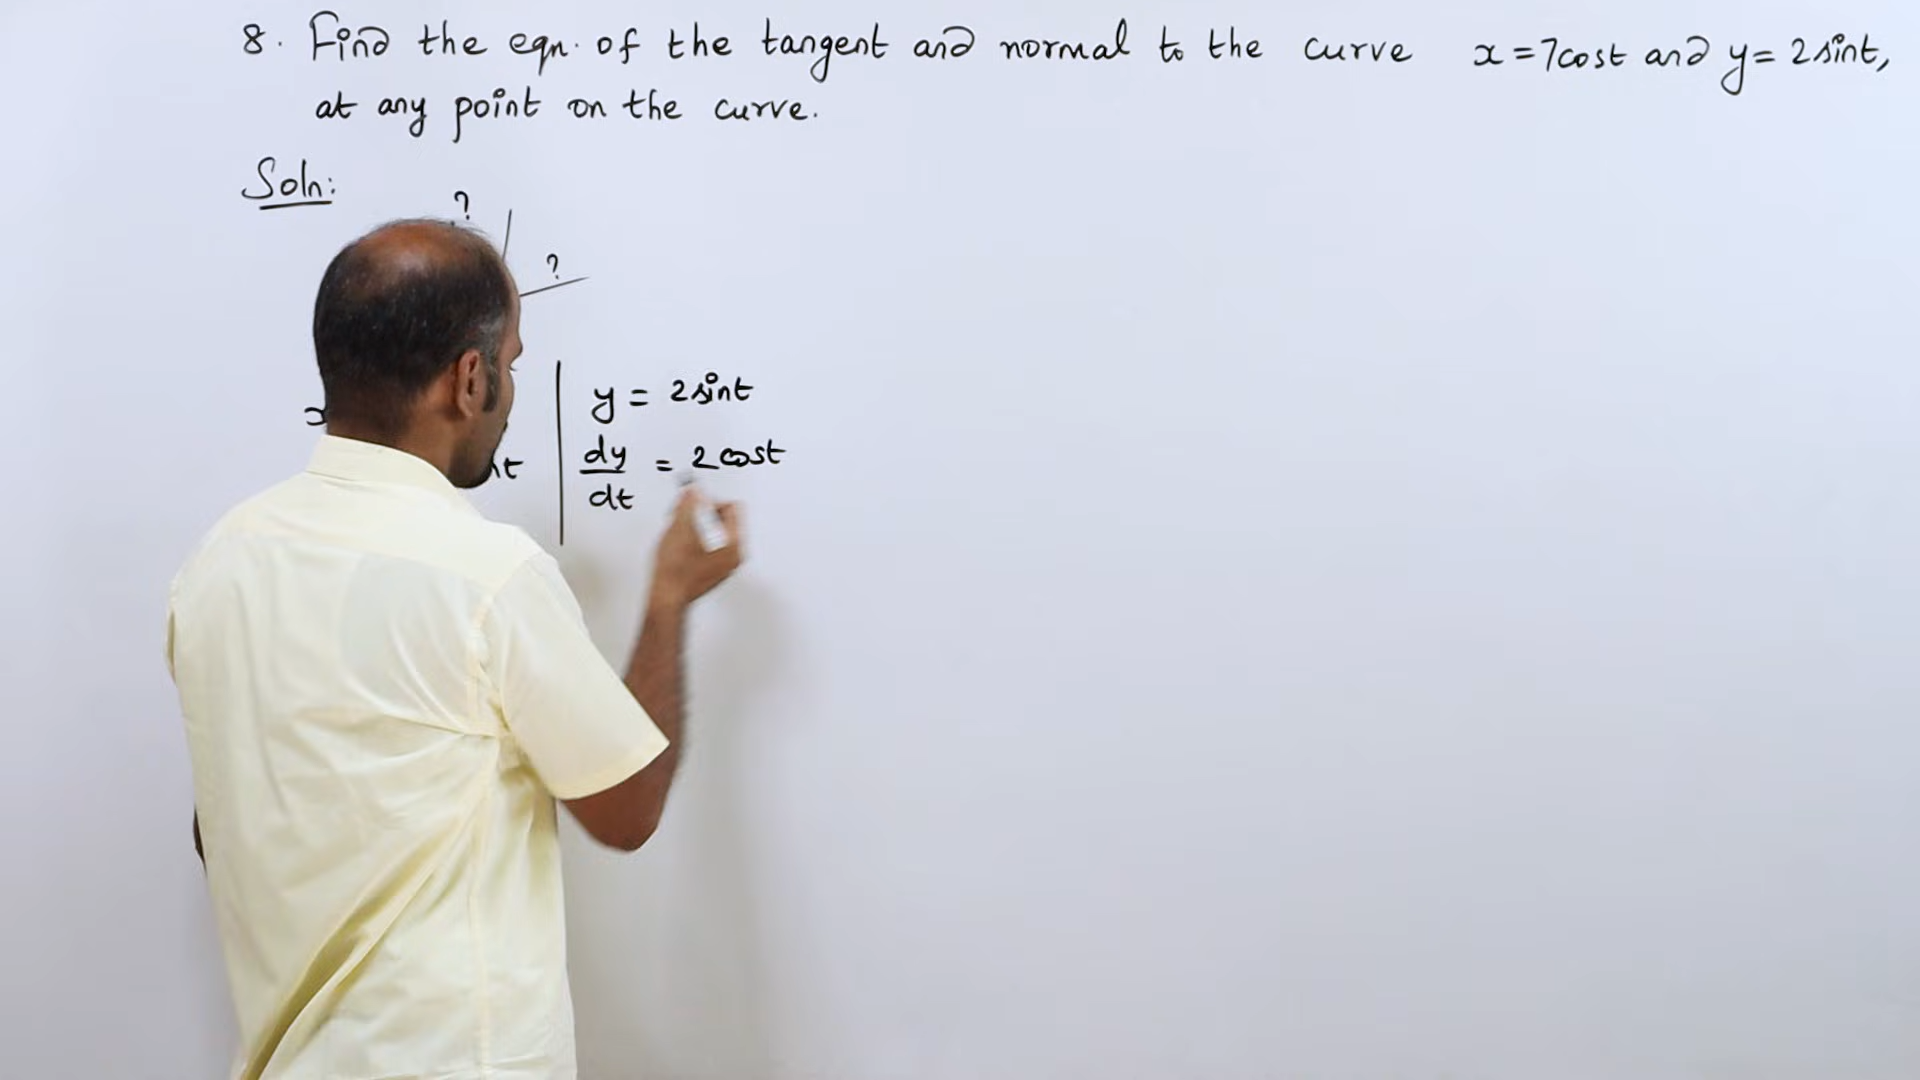 8. Find the eqn. of the tangent and normal to the curve x = 7cost and y = 2sint,
at any point on the curve.
Soln:
?
?
x
y = 2sint
dy/dt = 2cost